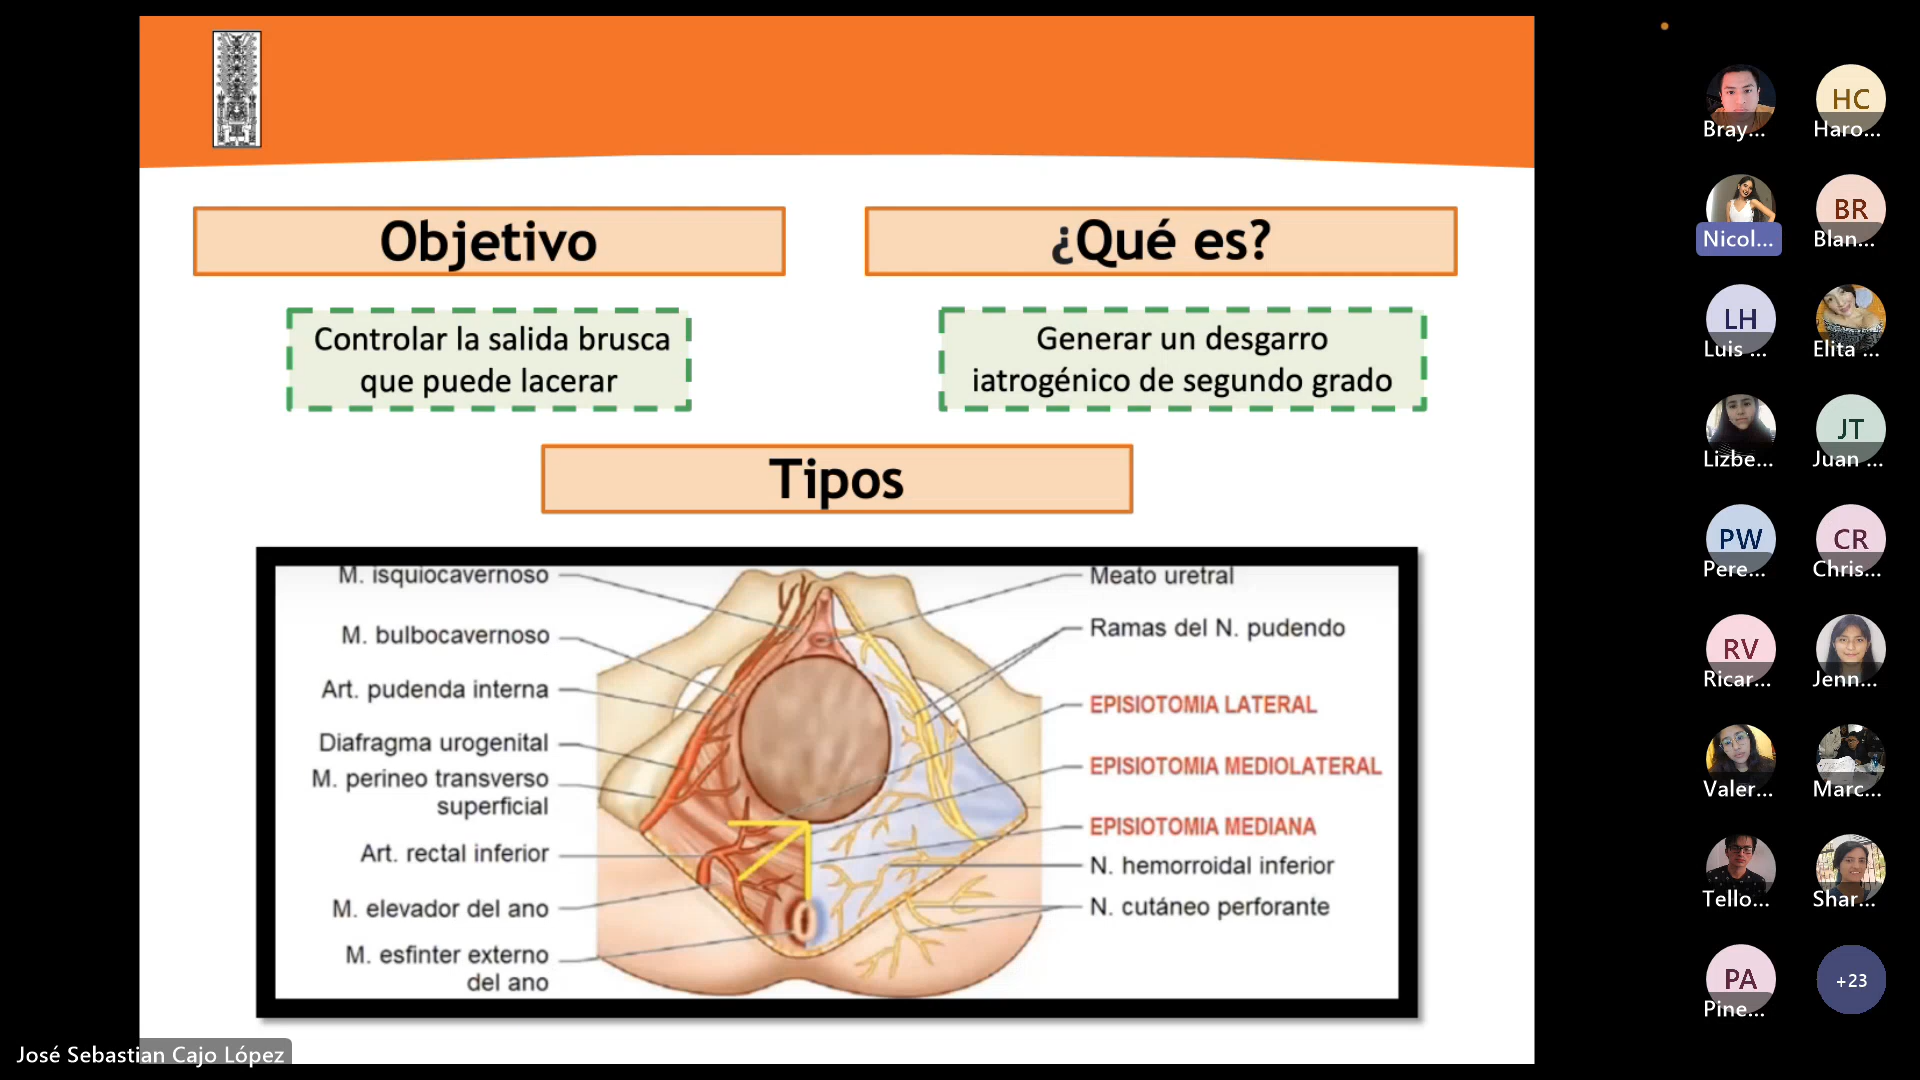 Objetivo
¿Qué es?
Controlar la salida brusca
que puede lacerar
Generar un desgarro
iatrogénico de segundo grado
Tipos
M. isquiocavernoso
M. bulbocavernoso
Art. pudenda interna
Diafragma urogenital
M. perineo transverso
superficial
Art. rectal inferior
M. elevador del ano
M. esfinter externo
del ano
Meato uretral
Ramas del N. pudendo
EPISIOTOMIA LATERAL
EPISIOTOMIA MEDIOLATERAL
EPISIOTOMIA MEDIANA
N. hemorroidal inferior
N. cutáneo perforante
José Sebastian Cajo López
Bray...
HC
Haro...
Nicol...
BR
Blan...
LH
Luis ...
Elita ...
Lizbe...
JT
Juan ...
PW
Pere...
CR
Chris...
RV
Ricar...
Jenn...
Valer...
Marc...
Tello...
Shar...
PA
Pine...
+23